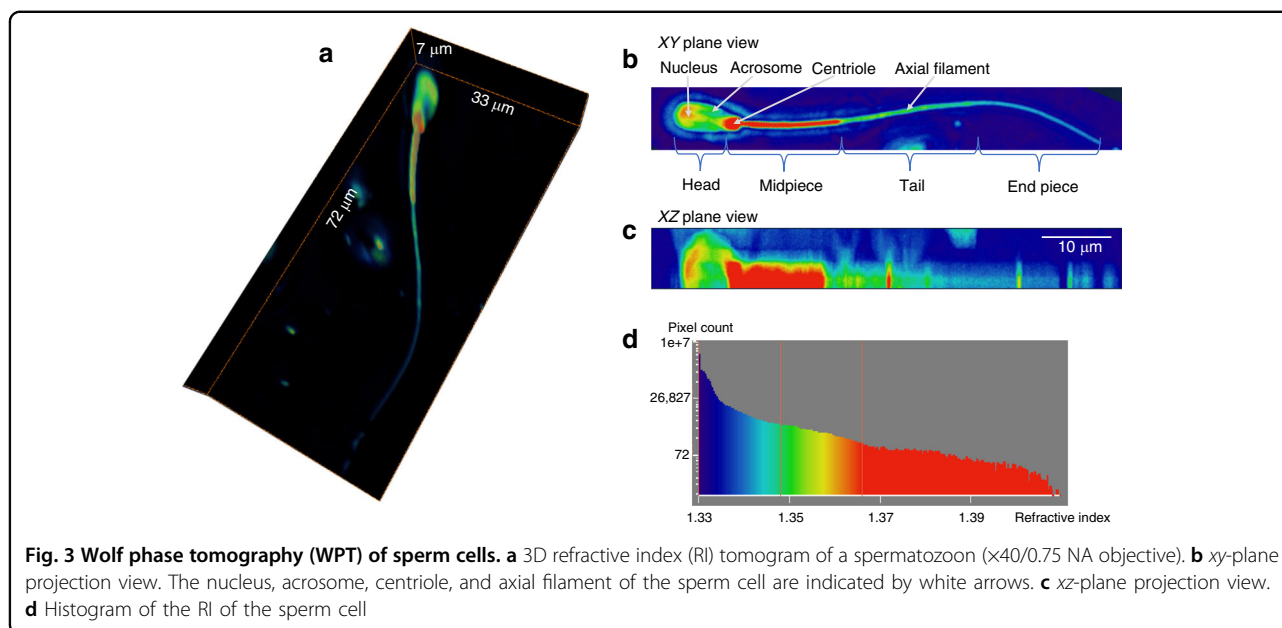 a
7 µm
33 µm
72 µm
b
XY plane view
Nucleus Acrosome Centriole Axial filament
Head Midpiece Tail End piece
c
XZ plane view
10 µm
d
Pixel count
1e+7
26,827
72
1.33 1.35 1.37 1.39 Refractive index
Fig. 3 Wolf phase tomography (WPT) of sperm cells. a 3D refractive index (RI) tomogram of a spermatozoon (×40/0.75 NA objective). b xy-plane
projection view. The nucleus, acrosome, centriole, and axial filament of the sperm cell are indicated by white arrows. c xz-plane projection view.
d Histogram of the RI of the sperm cell